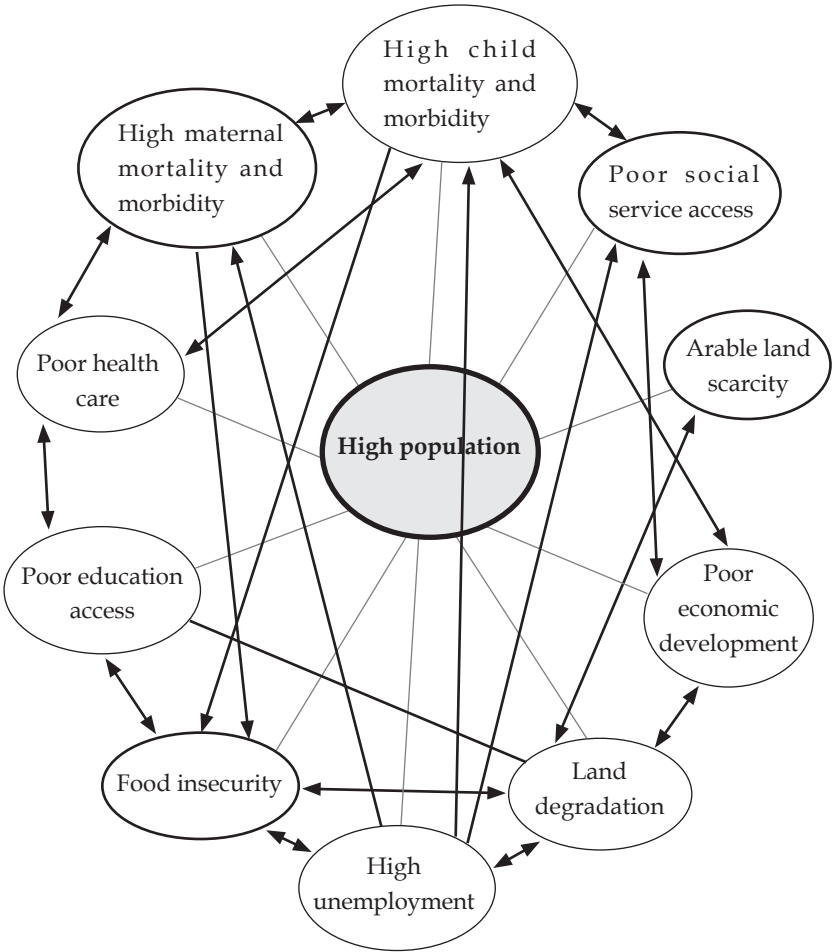 High child
mortality and
morbidity
High maternal
mortality and
morbidity
Poor social
service access
Poor health
care
Arable land
scarcity
High population
Poor education
access
Poor
economic
development
Food insecurity
Land
degradation
High
unemployment